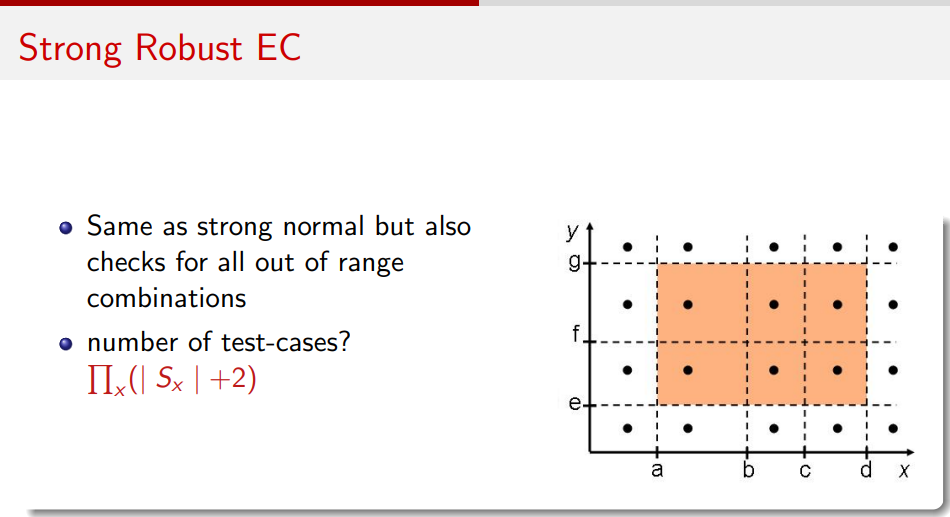 Strong Robust EC
Same as strong normal but also
checks for all out of range
combinations
number of test-cases?
∏ₓ(| Sₓ | +2)
y
g
f
e
a b c d x